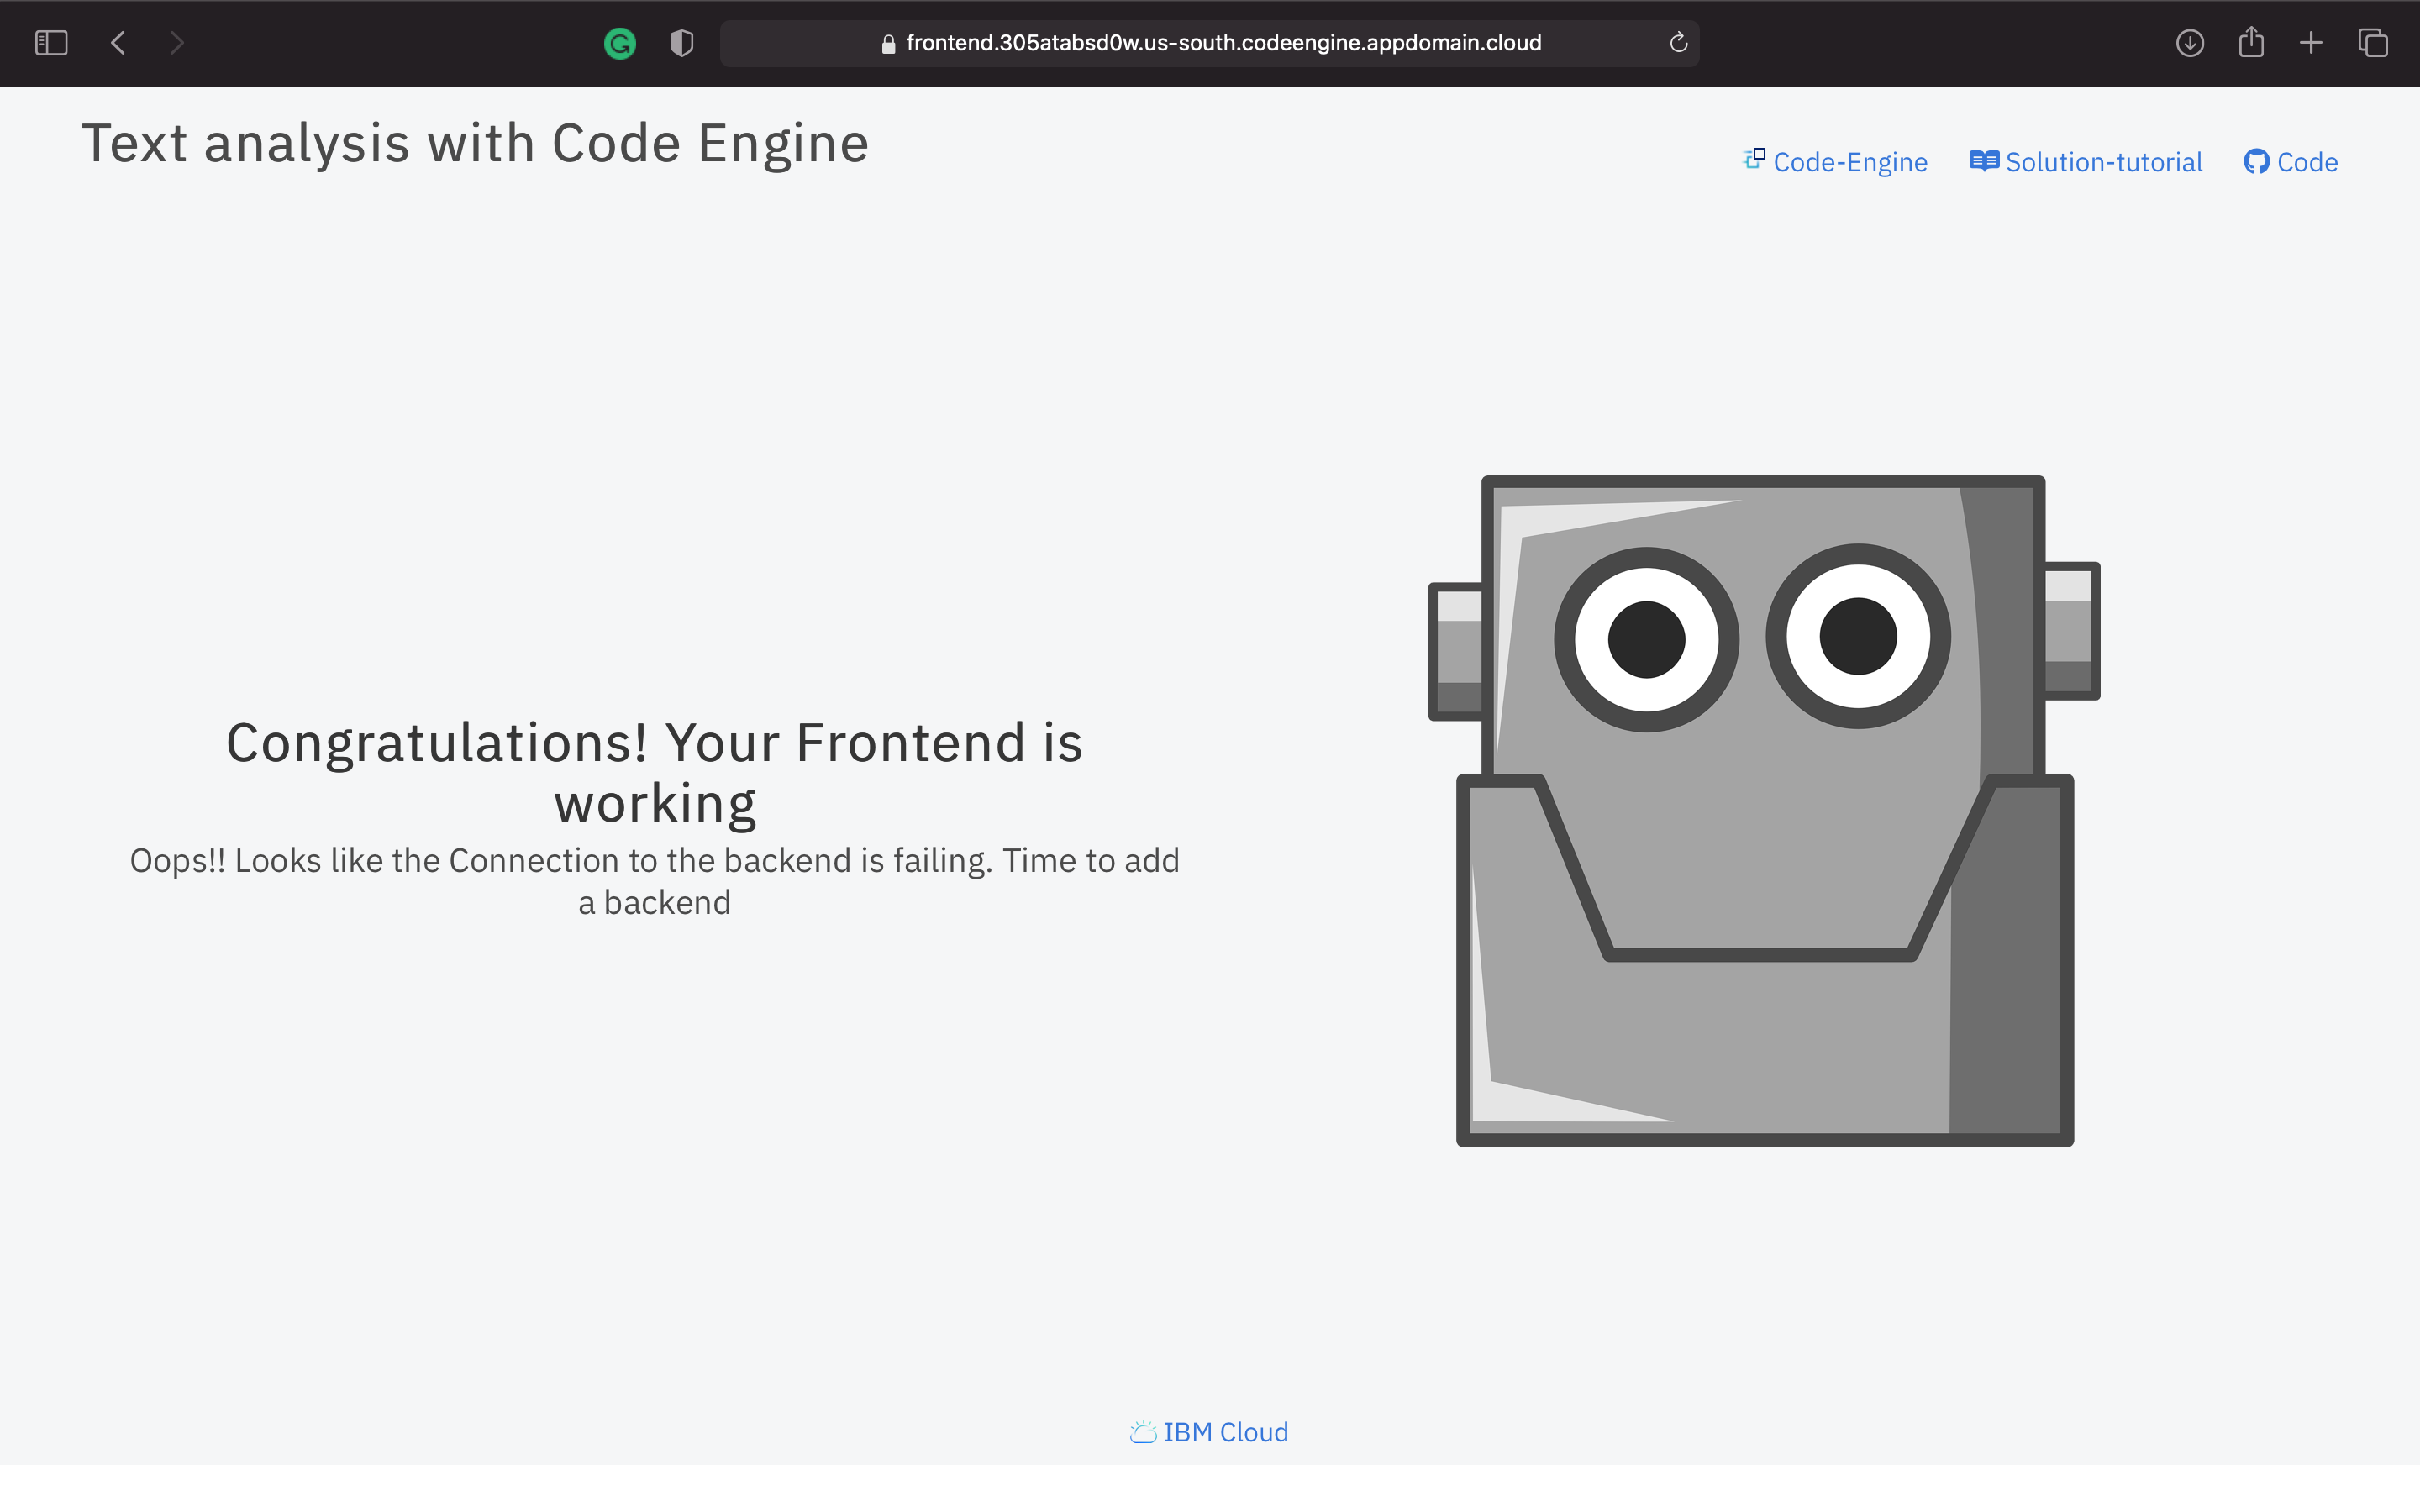 frontend.305atabsd0w.us-south.codeengine.appdomain.cloud
Text analysis with Code Engine
Code-Engine
Solution-tutorial
Code
Congratulations! Your Frontend is
working
Oops!! Looks like the Connection to the backend is failing. Time to add
a backend
IBM Cloud